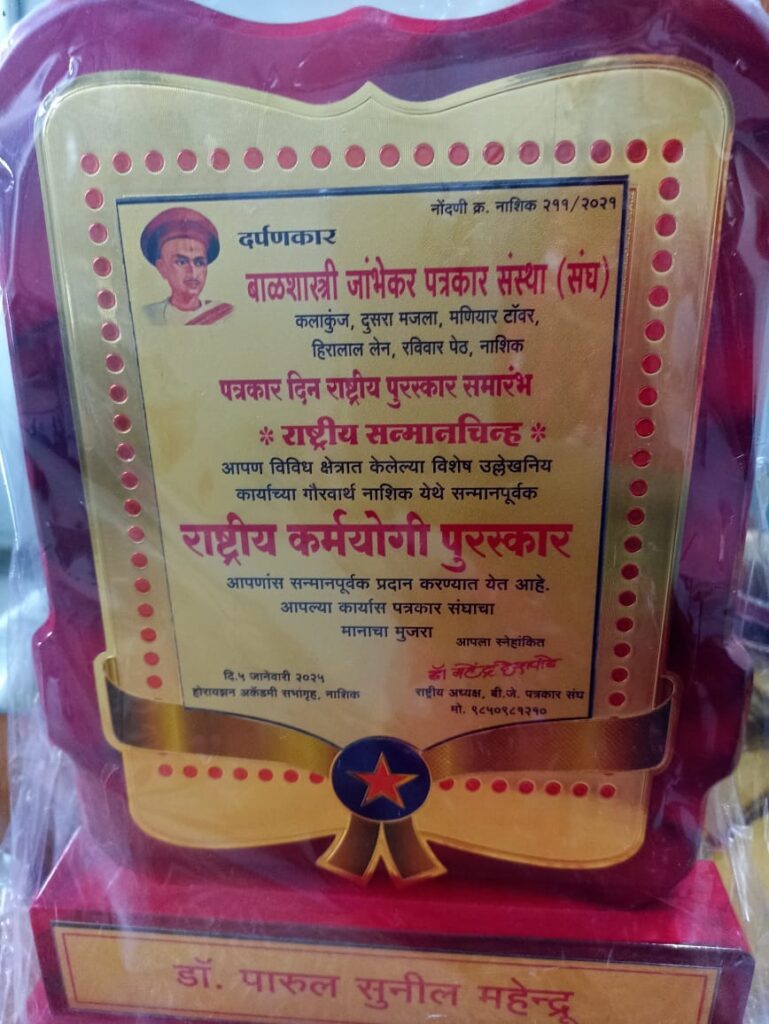 नोंदणी क्र. नाशिक २११/२०२१
दर्पणकार
बाळशास्त्री जांभेकर पत्रकार संस्था (संघ)
कलाकुंज, दुसरा मजला, मणियार टॉवर,
हिरालाल लेन, रविवार पेठ, नाशिक
पत्रकार दिन राष्ट्रीय पुरस्कार समारंभ
* राष्ट्रीय सन्मानचिन्ह *
आपण विविध क्षेत्रात केलेल्या विशेष उल्लेखनिय
कार्याच्या गौरवार्थ नाशिक येथे सन्मानपूर्वक
राष्ट्रीय कर्मयोगी पुरस्कार
आपणांस सन्मानपूर्वक प्रदान करण्यात येत आहे.
आपल्या कार्यास पत्रकार संघाचा
मानाचा मुजरा
आपला स्नेहांकित
दि.५ जानेवारी २०२५
होरायझन अकॅडमी सभांगृह, नाशिक
डॉ.
राष्ट्रीय अध्यक्ष, बी.जे. पत्रकार संघ
मो. ९८५०९८१२१०
डॉ. पारुल सुनील महेन्द्रू